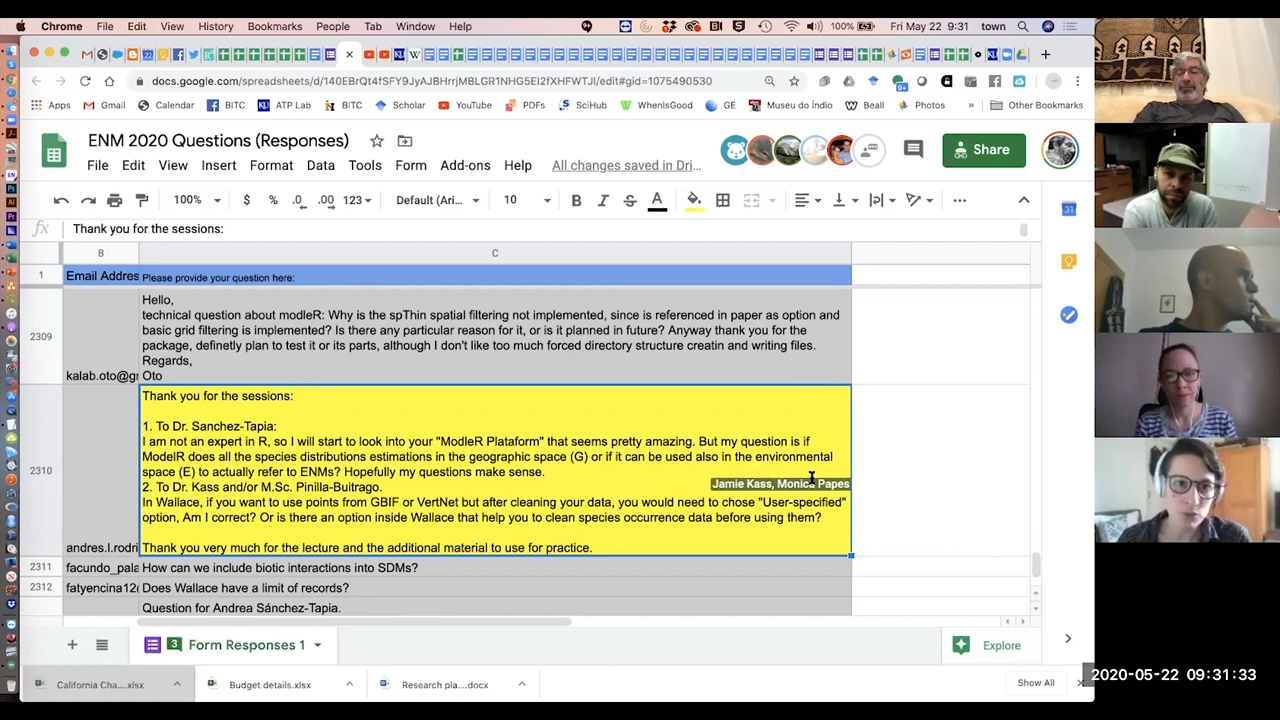 Chrome File Edit View History Bookmarks People Tab Window Help 100% Fri May 22 9:31 town
docs.google.com/spreadsheets/d/140EBrQt4fSFY9JyAJBHrriMBLGRTNHG5EI2fXHFWTJI/edit#gid=1075490530
Apps Gmail Calendar BITC ATP Lab BITC Scholar YouTube PDFs SciHub WhenIsGood GE Museu do Índio Beall Photos » Other Bookmarks
ENM 2020 Questions (Responses)
File Edit View Insert Format Data Tools Form Add-ons Help All changes saved in Dri...
Share
100% $ % .0 .00 123 Default (Ari... 10 B I S A
fx Thank you for the sessions:
B C
1 Email Addres Please provide your question here:
Hello,
technical question about modleR: Why is the spThin spatial filtering not implemented, since is referenced in paper as option and
2309 basic grid filtering is implemented? Is there any particular reason for it, or is it planned in future? Anyway thank you for the
package, definetly plan to test it or its parts, although I don't like too much forced directory structure creatin and writing files.
Regards,
kalab.oto@gr Oto
Thank you for the sessions:
1. To Dr. Sanchez-Tapia:
I am not an expert in R, so I will start to look into your "ModleR Plataform" that seems pretty amazing. But my question is if
ModelR does all the species distributions estimations in the geographic space (G) or if it can be used also in the environmental
2310 space (E) to actually refer to ENMs? Hopefully my questions make sense.
2. To Dr. Kass and/or M.Sc. Pinilla-Buitrago.
Jamie Kass, Monica Papes
In Wallace, if you want to use points from GBIF or VertNet but after cleaning your data, you would need to chose "User-specified"
option, Am I correct? Or is there an option inside Wallace that help you to clean species occurrence data before using them?
andres.l.rodri Thank you very much for the lecture and the additional material to use for practice.
2311 facundo_pala How can we include biotic interactions into SDMs?
2312 fatyencina12( Does Wallace have a limit of records?
Question for Andrea Sánchez-Tapia.
3 Form Responses 1 Explore
California Cha....xlsx Budget details.xlsx Research pla....docx Show All
2020-05-22 09:31:33